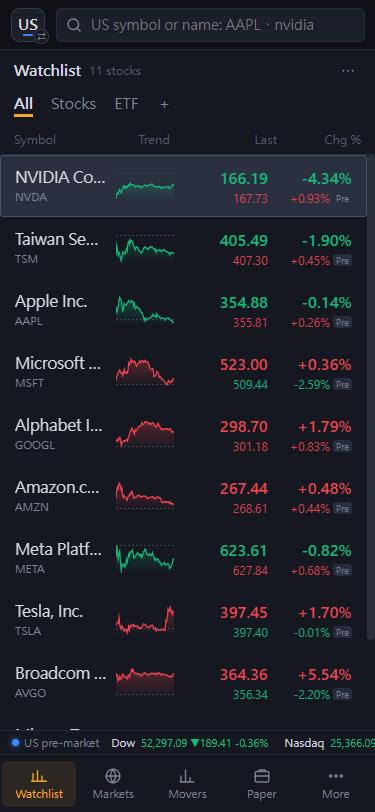 US
US symbol or name: AAPL、nvidia
Watchlist 11 stocks ...
All Stocks ETF +
Symbol Trend Last Chg %
NVIDIA Co... 166.19 -4.34%
NVDA 167.73 +0.93% Pre
Taiwan Se... 405.49 -1.90%
TSM 407.30 +0.45% Pre
Apple Inc. 354.88 -0.14%
AAPL 355.81 +0.26% Pre
Microsoft ... 523.00 +0.36%
MSFT 509.44 -2.59% Pre
Alphabet I... 298.70 +1.79%
GOOGL 301.18 +0.83% Pre
Amazon.c... 267.44 +0.48%
AMZN 268.61 +0.44% Pre
Meta Platf... 623.61 -0.82%
META 627.84 +0.68% Pre
Tesla, Inc. 397.45 +1.70%
TSLA 397.40 -0.01% Pre
Broadcom ... 364.36 +5.54%
AVGO 356.34 -2.20% Pre
US pre-market Dow 52,297.09 ▼189.41 -0.36% Nasdaq 25,366.09
Watchlist Markets Movers Paper More